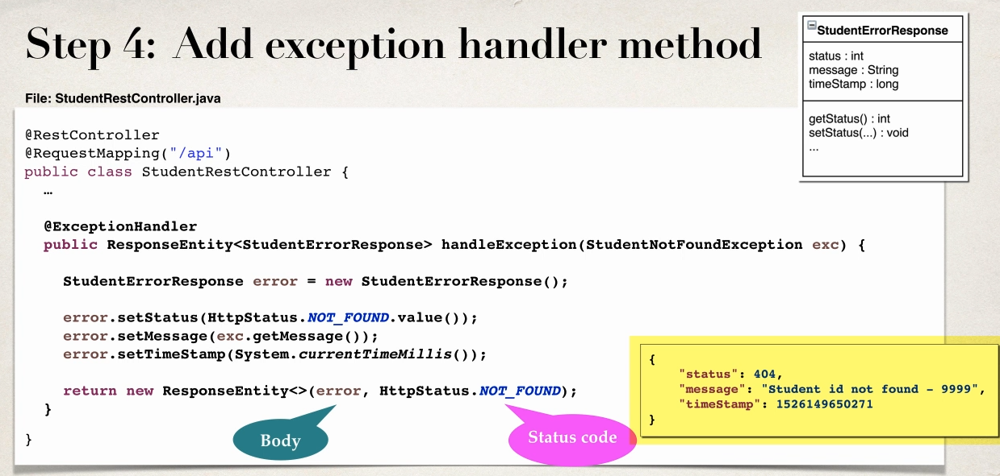 Step 4: Add exception handler method
File: StudentRestController.java
@RestController
@RequestMapping("/api")
public class StudentRestController {
…
@ExceptionHandler
public ResponseEntity<StudentErrorResponse> handleException(StudentNotFoundException exc) {
StudentErrorResponse error = new StudentErrorResponse();
error.setStatus(HttpStatus.NOT_FOUND.value());
error.setMessage(exc.getMessage());
error.setTimeStamp(System.currentTimeMillis());
return new ResponseEntity<>(error, HttpStatus.NOT_FOUND);
}
}
Body
Status code
StudentErrorResponse
status : int
message : String
timeStamp : long
getStatus() : int
setStatus(...) : void
...
{
"status": 404,
"message": "Student id not found - 9999",
"timeStamp": 1526149650271
}